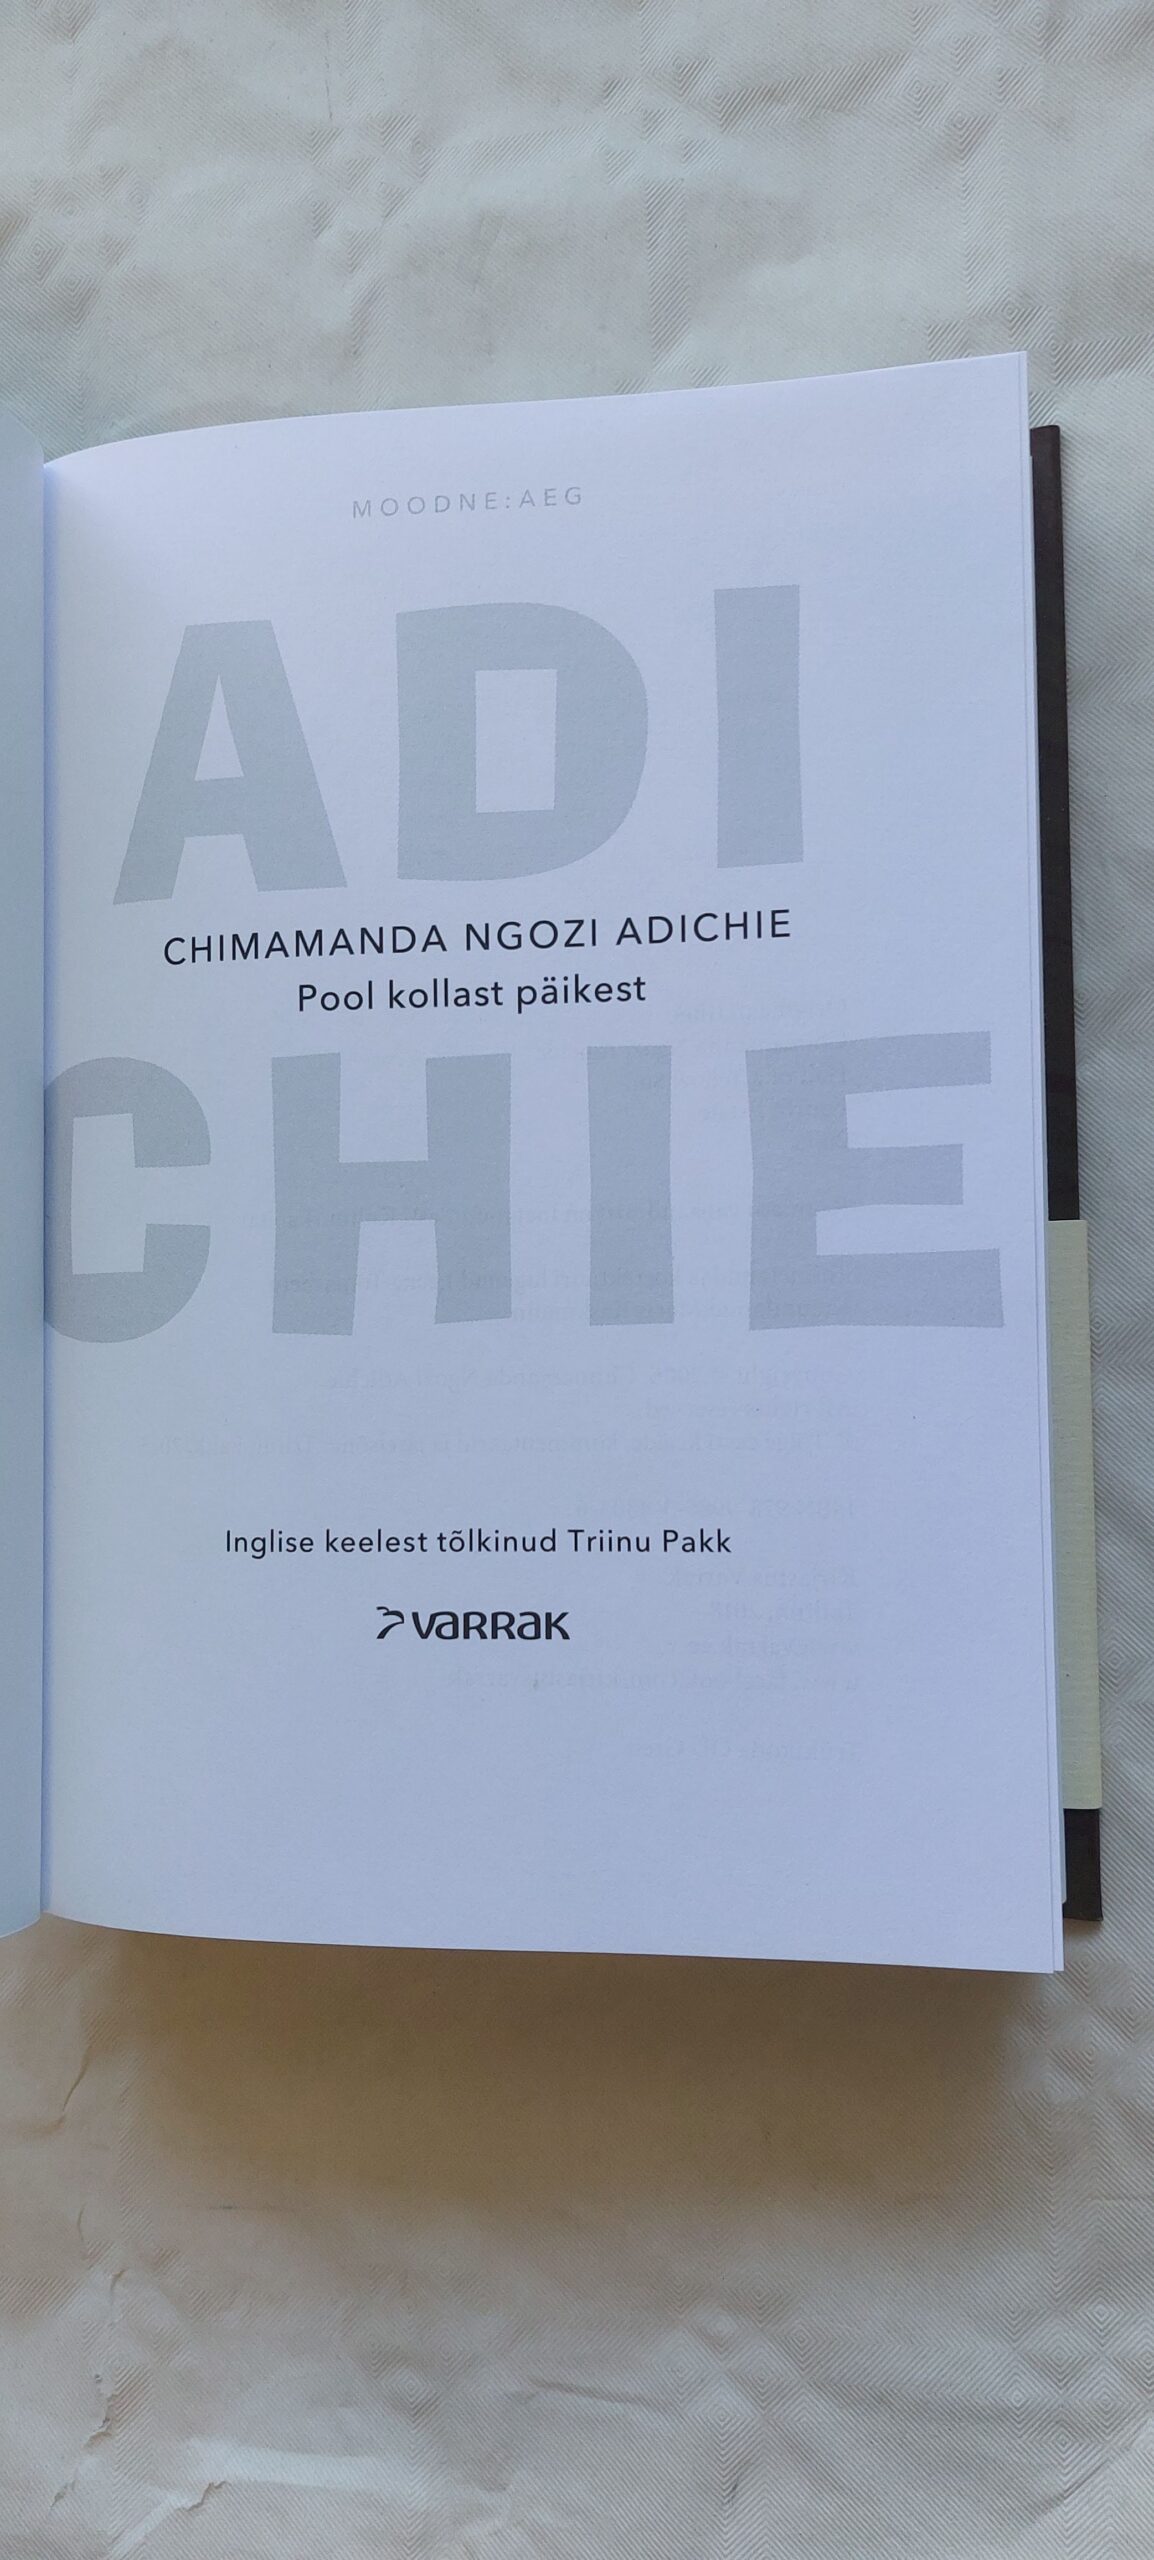 MOODNE:AEG
ADI
CHIMAMANDA NGOZI ADICHIE
Pool kollast päikest
CHIE
Inglise keelest tõlkinud Triinu Pakk
VARRAK